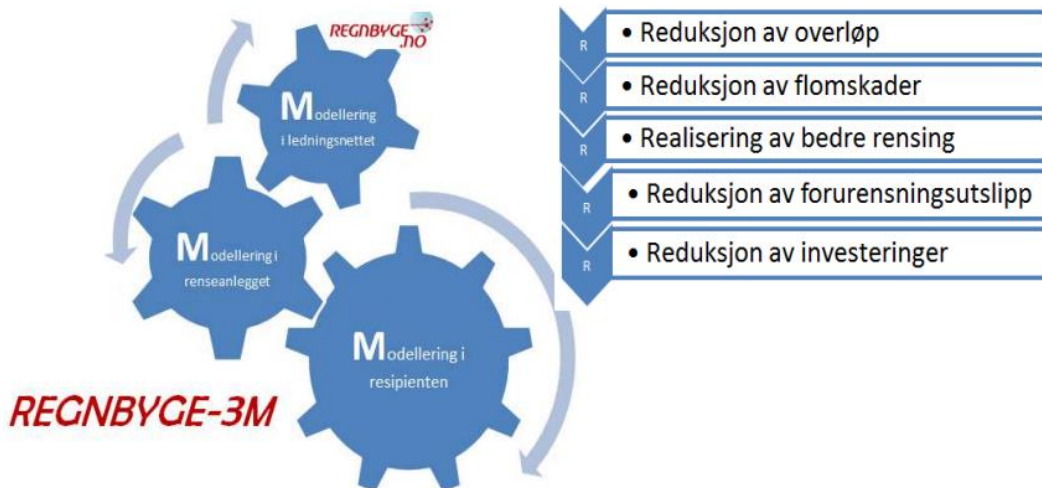 REGNBYGE
.NO
Modellering
i ledningsnettet
Modellering i
renseanlegget
Modellering i
resipienten
REGNBYGE-3M
R • Reduksjon av overløp
R • Reduksjon av flomskader
R • Realisering av bedre rensing
R • Reduksjon av forurensningsutslipp
R • Reduksjon av investeringer